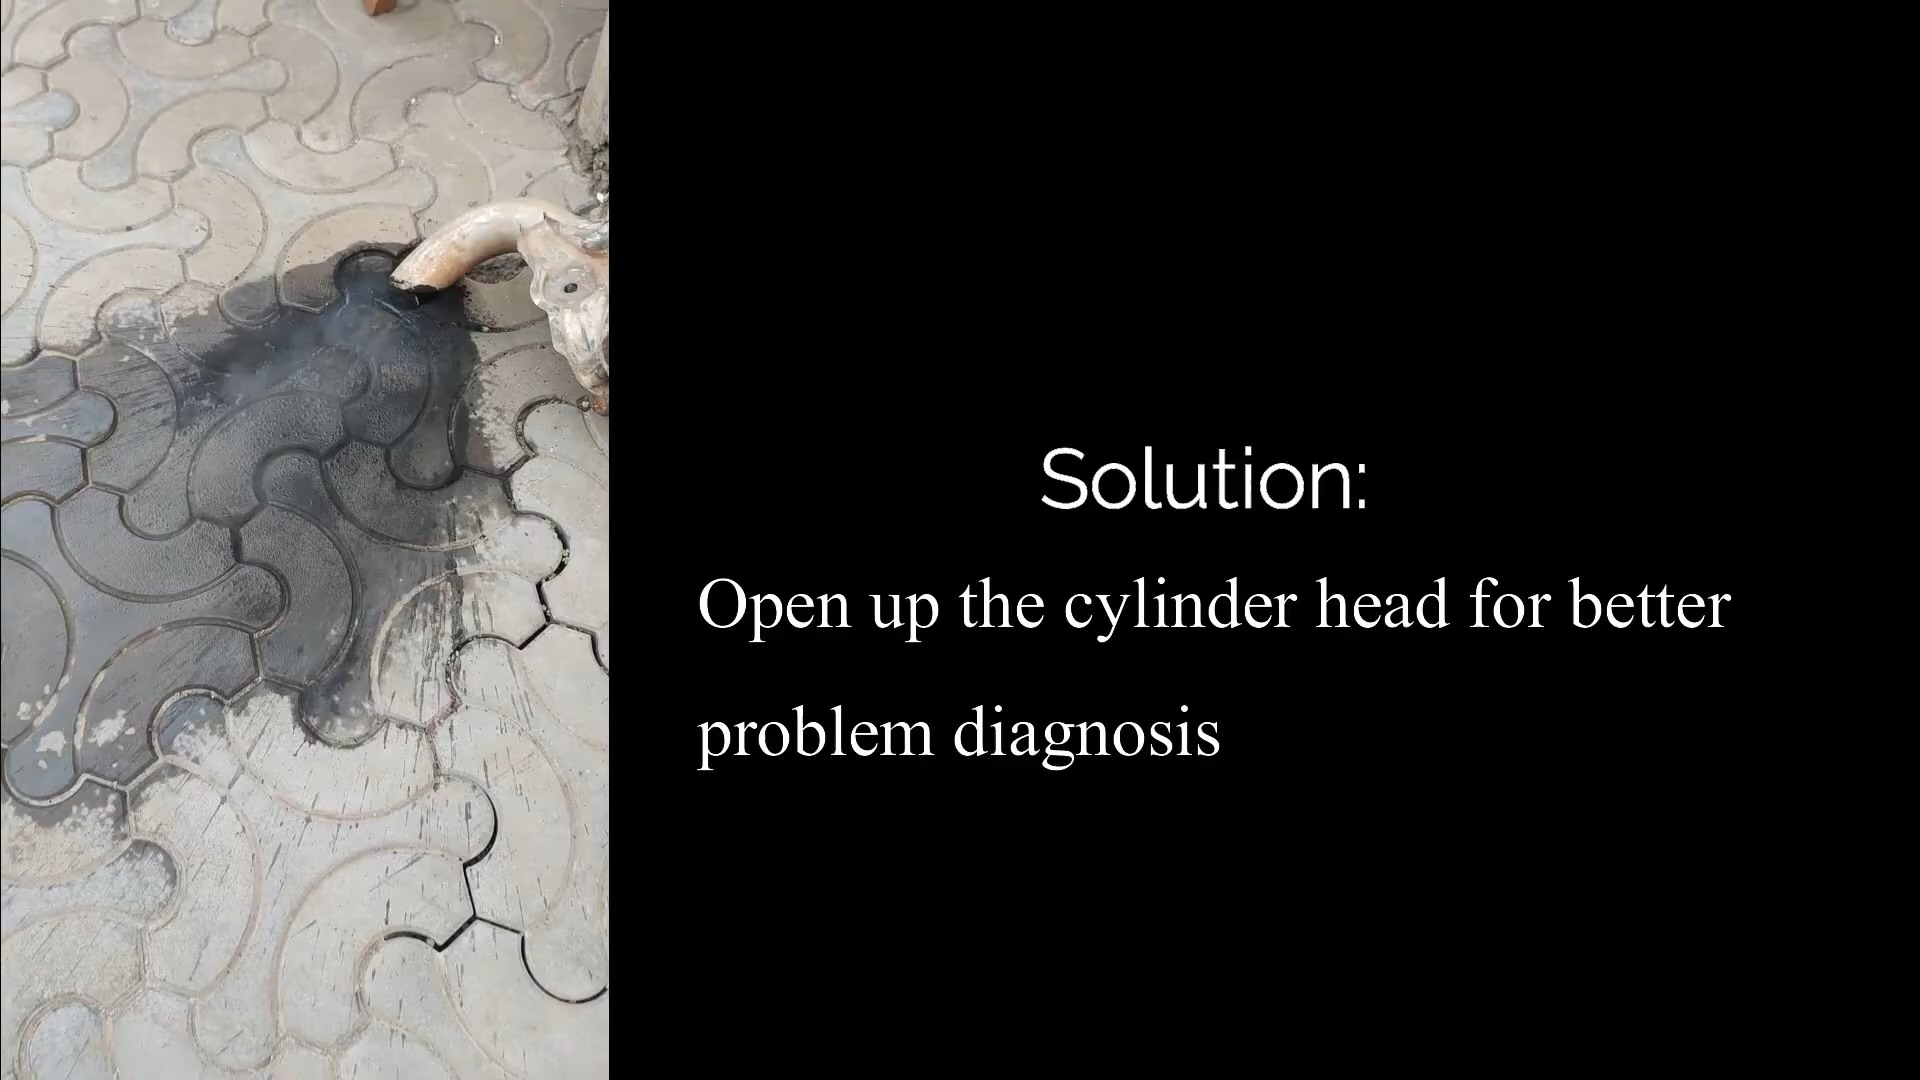 Solution:
Open up the cylinder head for better
problem diagnosis